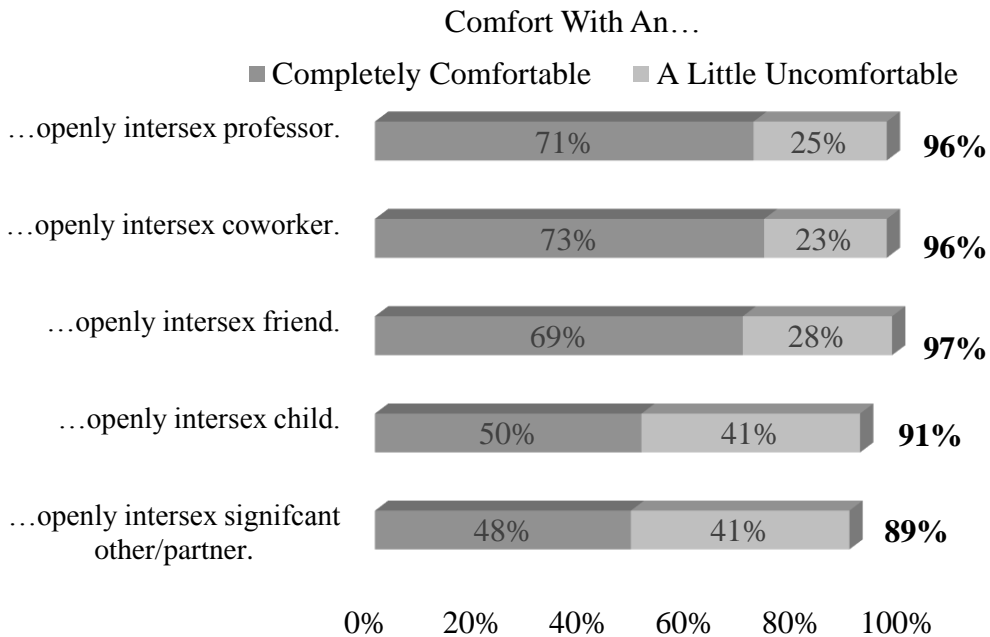 Comfort With An…
Completely Comfortable A Little Uncomfortable
…openly intersex professor. 71% 25% 96%
…openly intersex coworker. 73% 23% 96%
…openly intersex friend. 69% 28% 97%
…openly intersex child. 50% 41% 91%
…openly intersex signifcant
other/partner. 48% 41% 89%
0% 20% 40% 60% 80% 100%